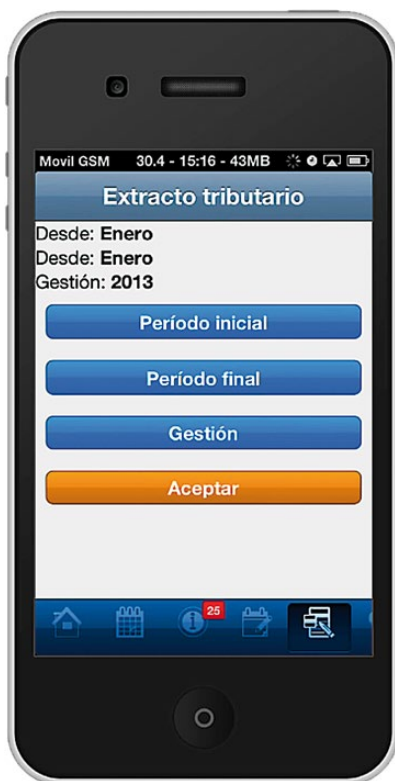 Movil GSM 30.4 - 15:16 - 43MB
Extracto tributario
Desde: Enero
Desde: Enero
Gestión: 2013
Período inicial
Período final
Gestión
Aceptar
25